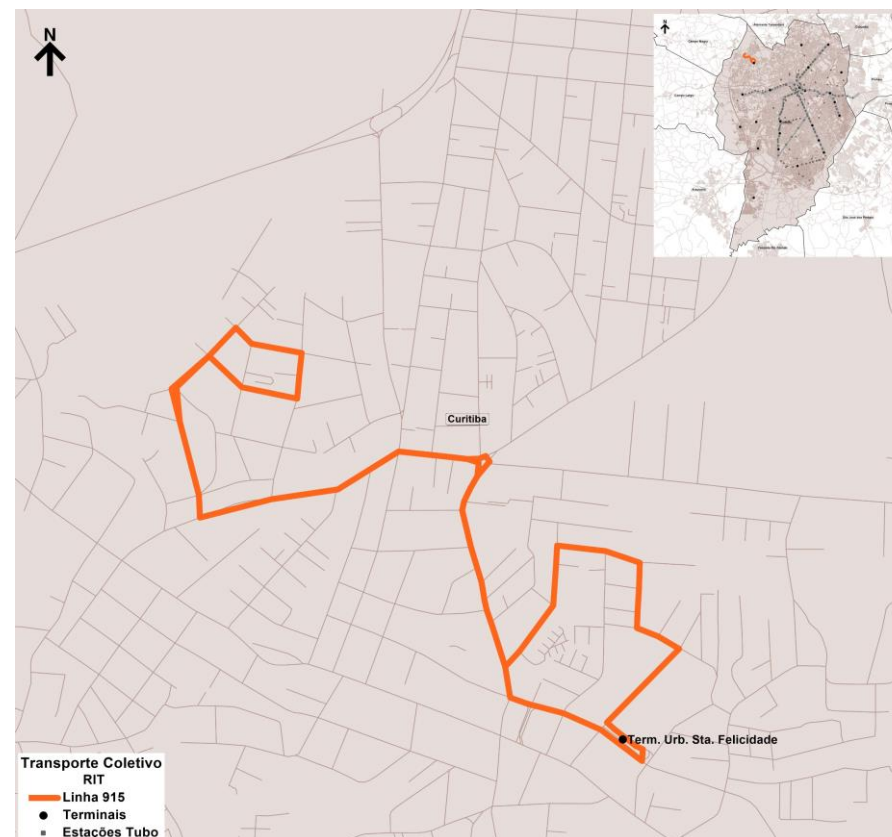 N
N
Curitiba
Term. Urb. Sta. Felicidade
Transporte Coletivo
RIT
Linha 915
Terminais
Estações Tubo